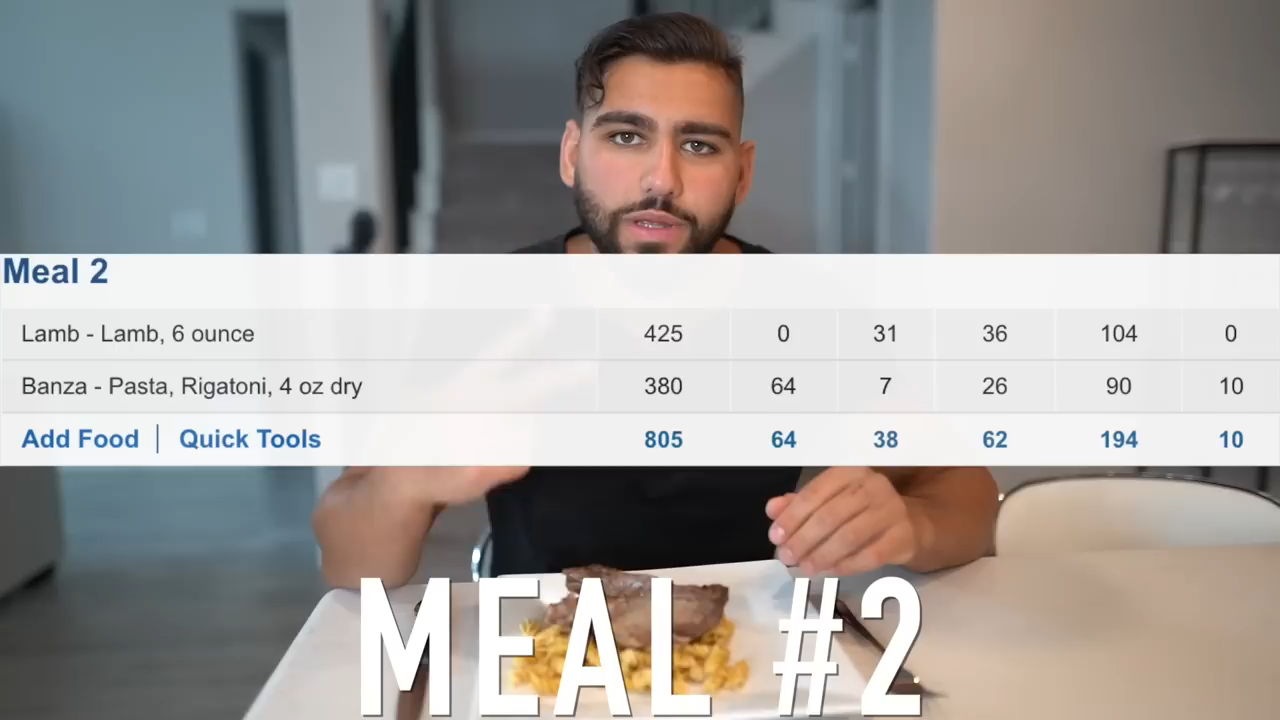 Meal 2
Lamb - Lamb, 6 ounce 425 0 31 36 104 0
Banza - Pasta, Rigatoni, 4 oz dry 380 64 7 26 90 10
Add Food | Quick Tools 805 64 38 62 194 10
MEAL #2